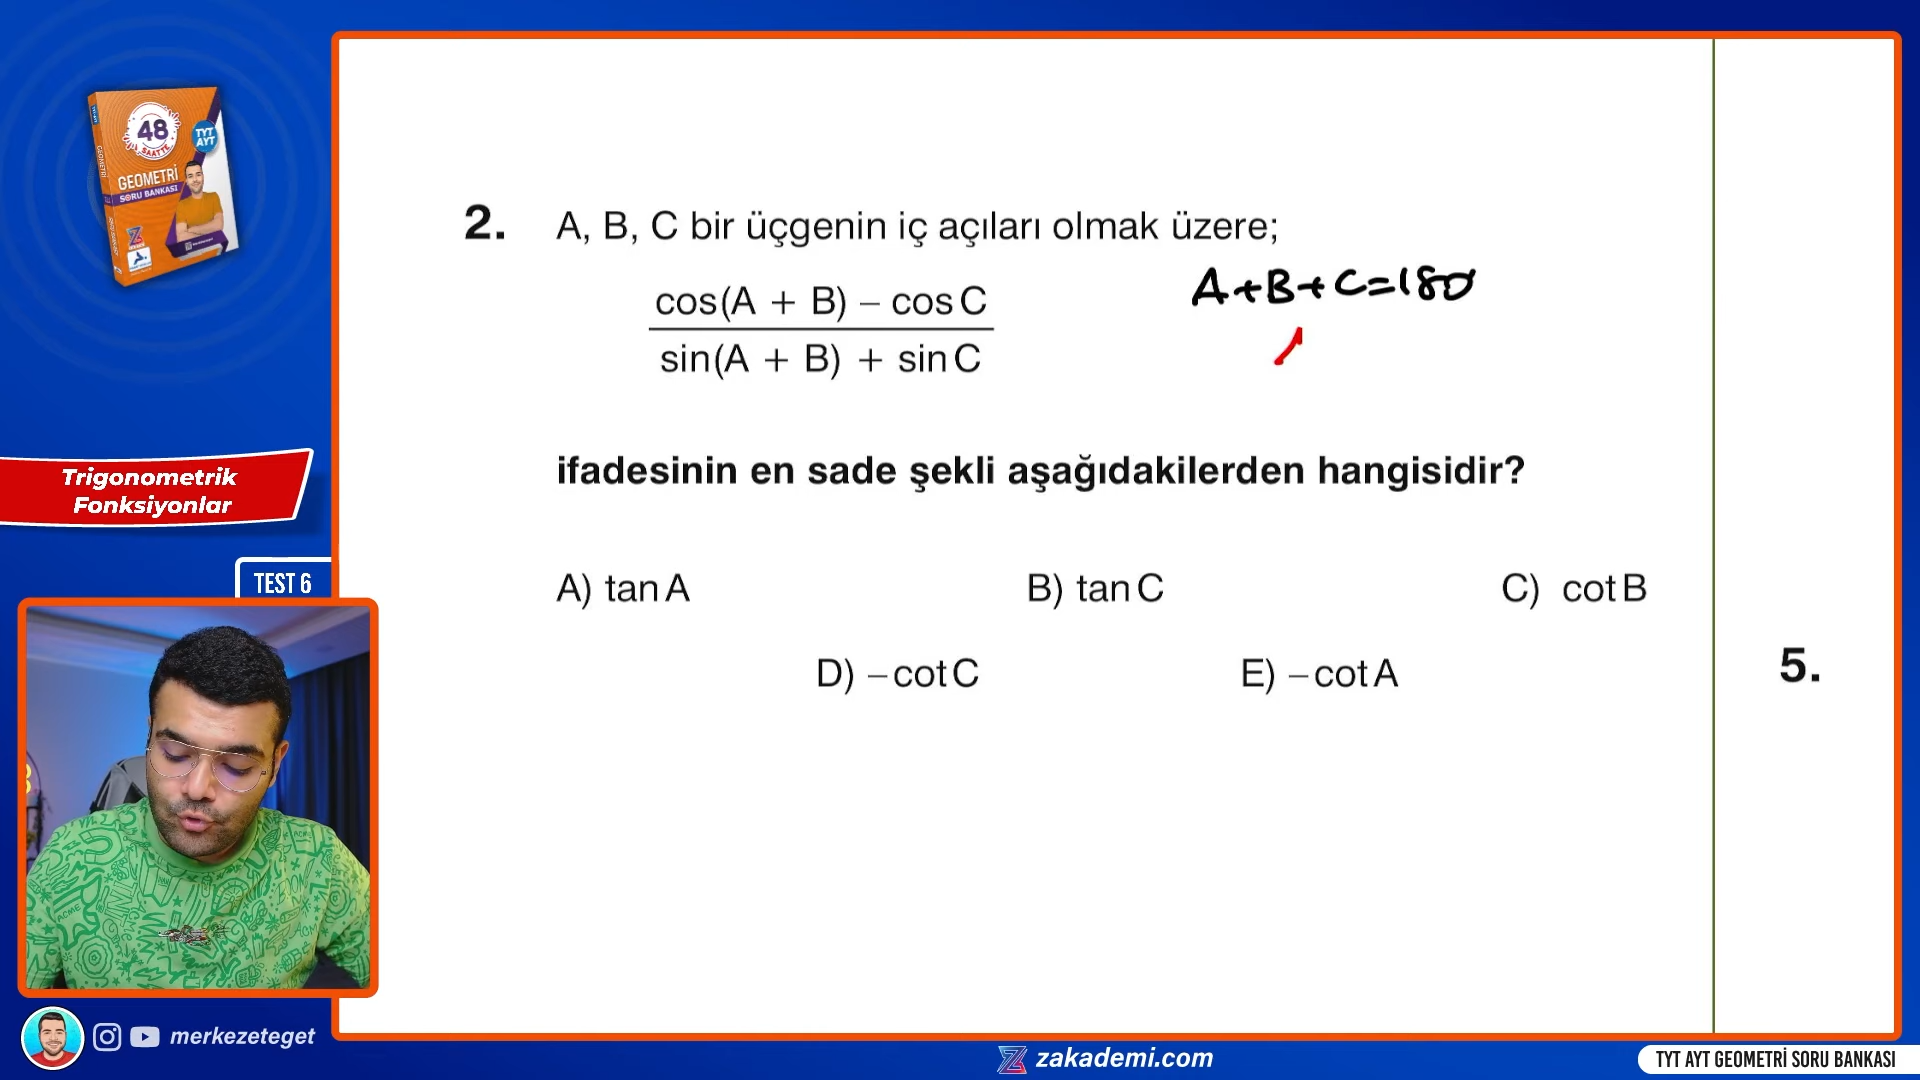 48
SAATTE
TYT
AYT
GEOMETRİ
SORU BANKASI
2. A, B, C bir üçgenin iç açıları olmak üzere;
cos(A + B) – cos C
sin(A + B) + sin C
A+B+C=180
ifadesinin en sade şekli aşağıdakilerden hangisidir?
A) tan A B) tan C C) cot B
D) – cot C E) – cot A
5.
Trigonometrik
Fonksiyonlar
TEST 6
merkezeteget
zakademi.com
TYT AYT GEOMETRİ SORU BANKASI